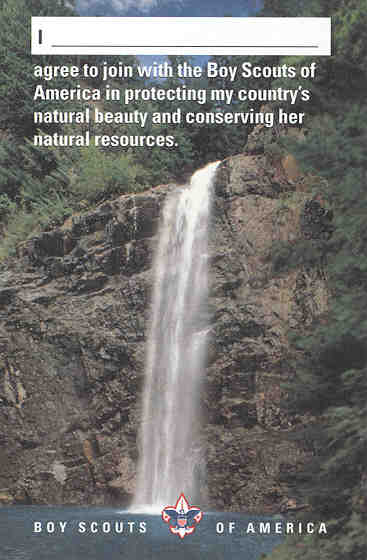 I
agree to join with the Boy Scouts of
America in protecting my country's
natural beauty and conserving her
natural resources.
BOY SCOUTS OF AMERICA